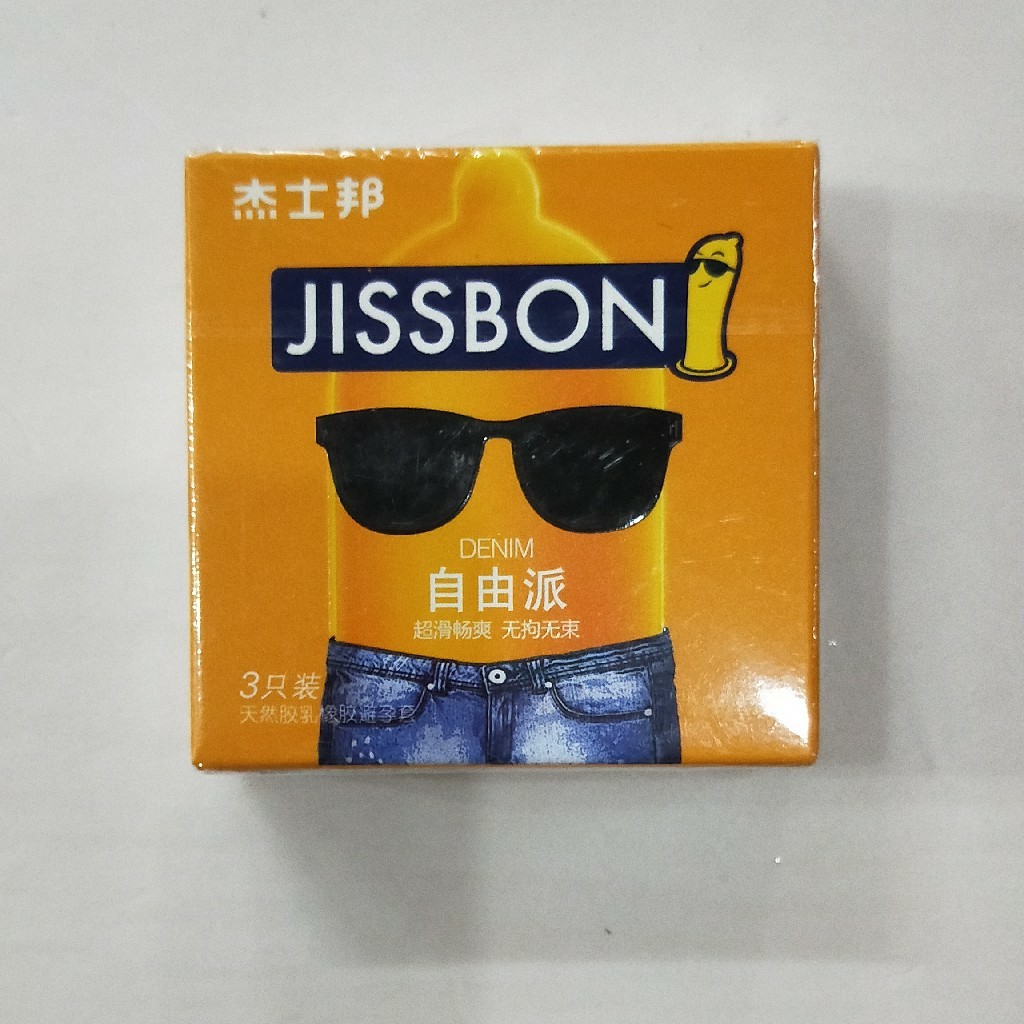 杰士邦
JISSBON
DENIM
自由派
超滑畅爽 无拘无束
3只装
天然胶乳橡胶避孕套